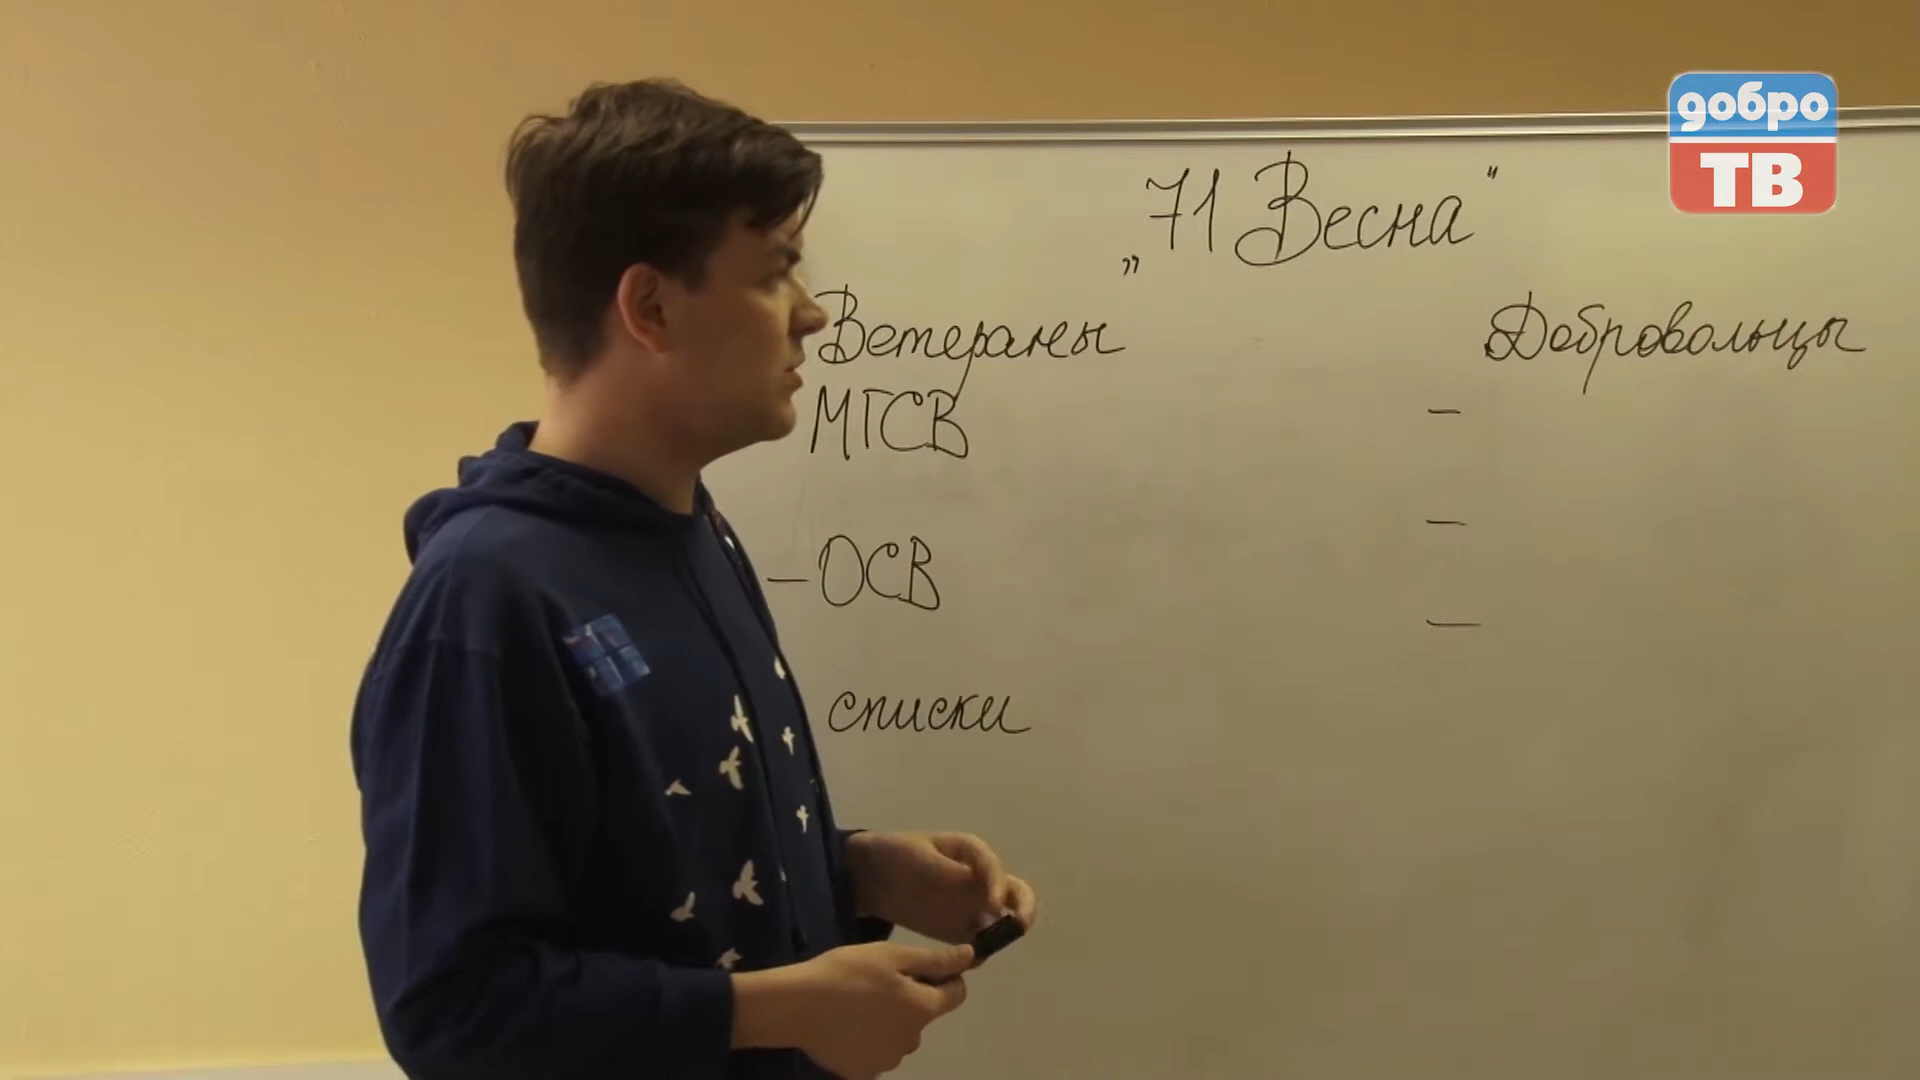 добро
ТВ
„71 Весна"
Ветераны
МГСВ
– ОСВ
списки
Добровольцы
–
–
–